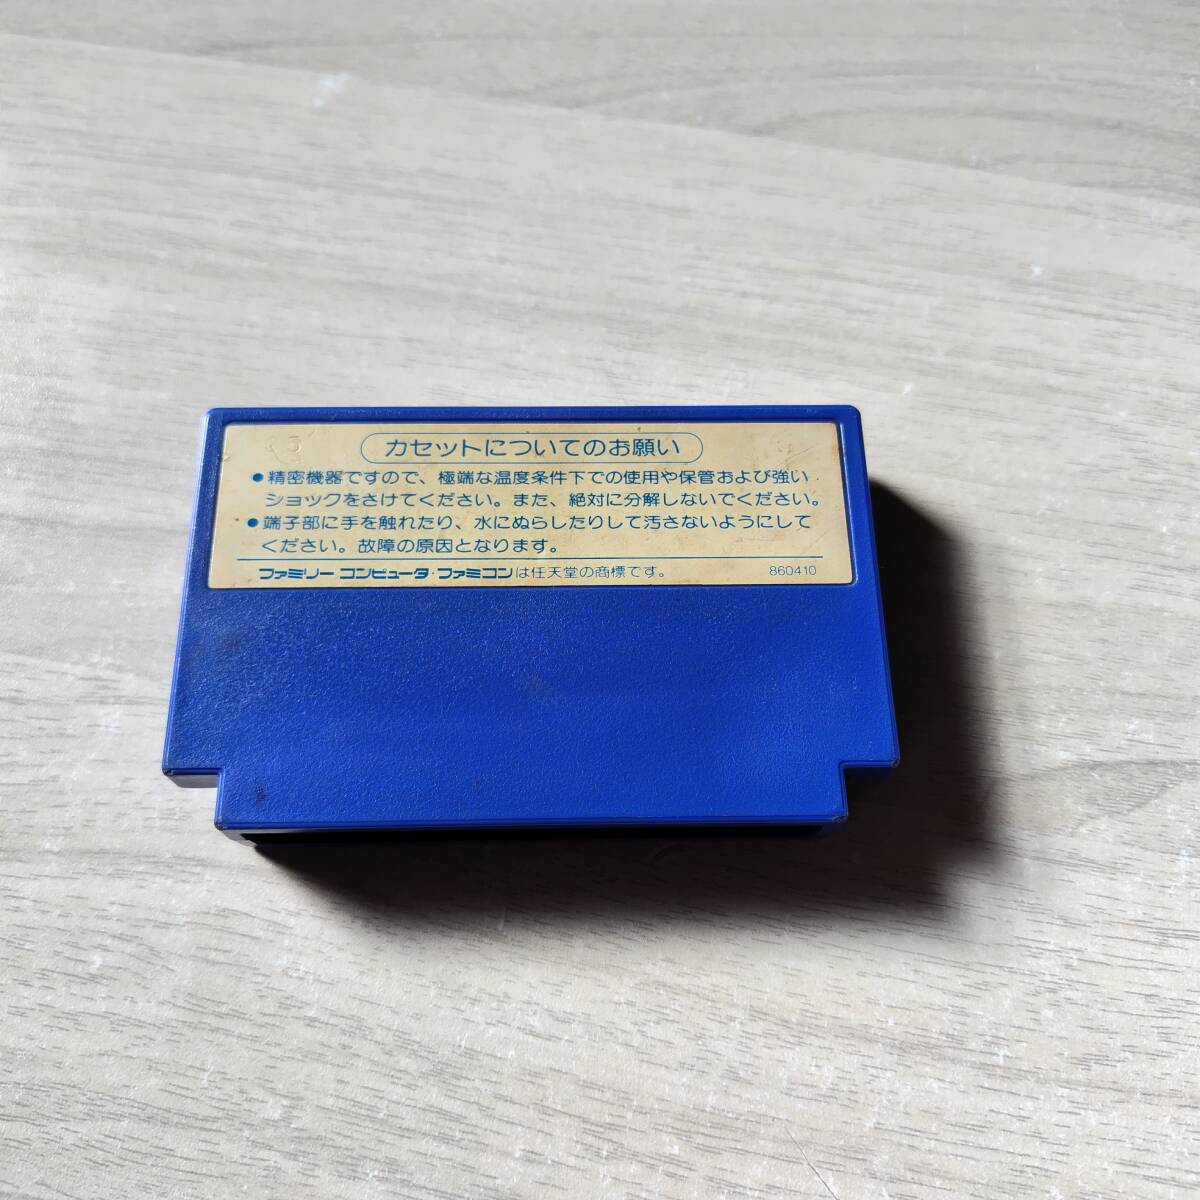 カセットについてのお願い
●精密機器ですので、極端な温度条件下での使用や保管および強い
ショックをさけてください。また、絶対に分解しないでください。
●端子部に手を触れたり、水にぬらしたりして汚さないようにして
ください。故障の原因となります。
ファミリーコンピュータ・ファミコンは任天堂の商標です。 860410